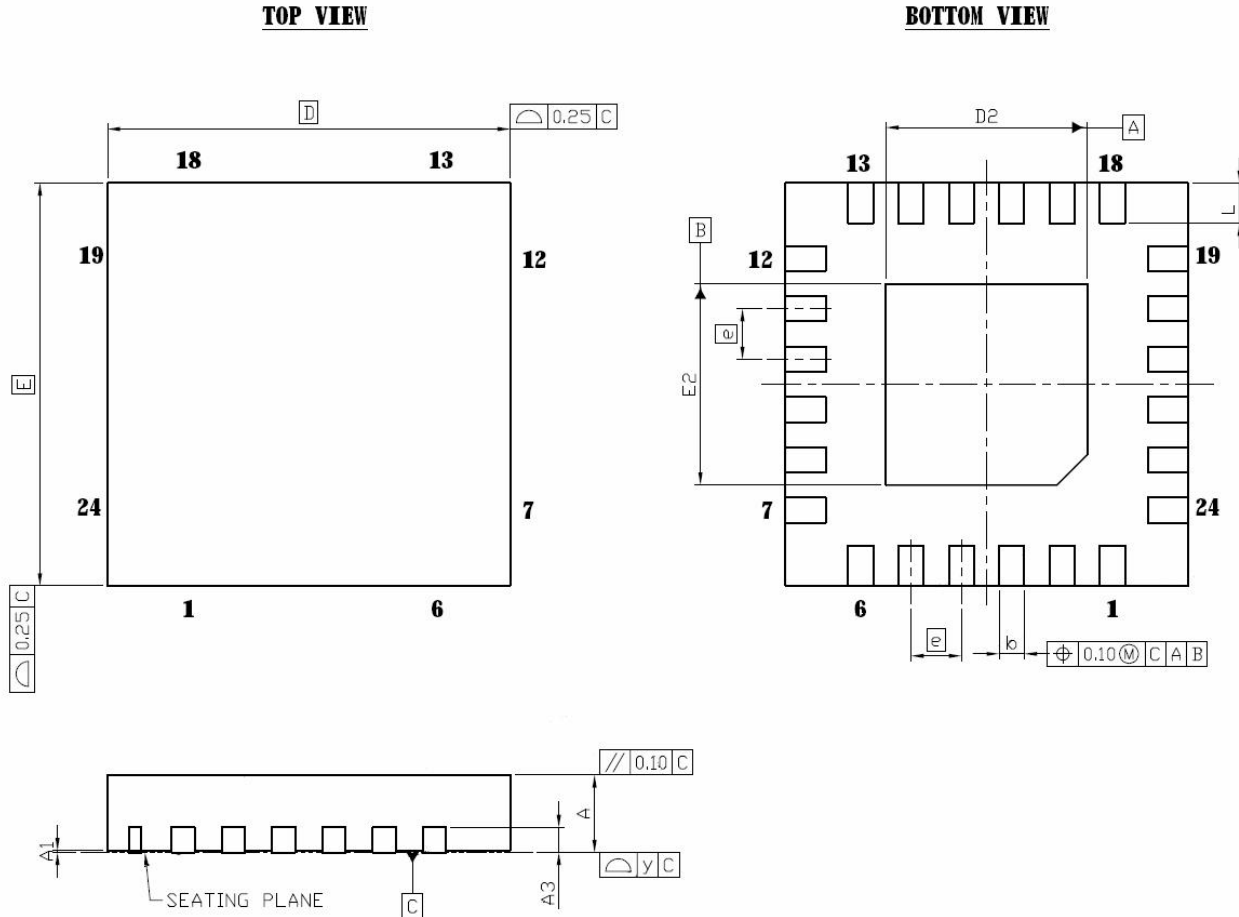 TOP VIEW
BOTTOM VIEW
D
0.25 C
D2
A
18 13
13 18
L
B
19
12
12
19
e
E
E2
24
7
7
24
0.25 C
1 6
6 1
e
b
0.10 M C A B
// 0.10 C
A
A1
y C
A3
SEATING PLANE
C